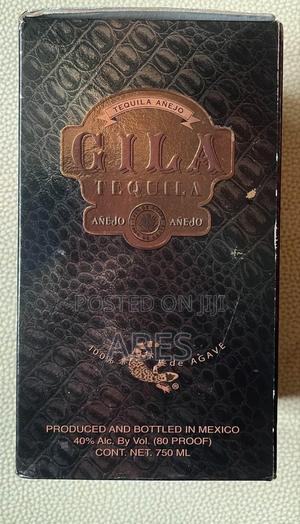 TEQUILA AÑEJO
GILA
TEQUILA
AÑEJO AÑEJO
POSTED ON JIJI
ARES
100% de AGAVE
®
PRODUCED AND BOTTLED IN MEXICO
40% Alc. By Vol. (80 PROOF)
CONT. NET. 750 ML